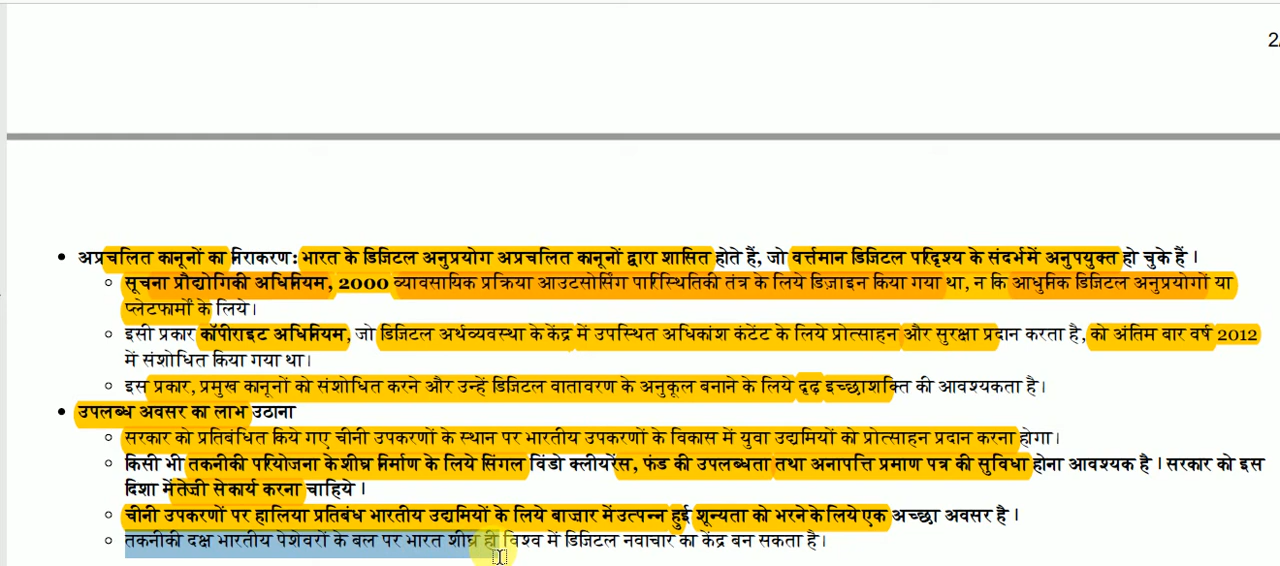 2
अप्रचलित कानूनों का निराकरण: भारत के डिजिटल अनुप्रयोग अप्रचलित कानूनों द्वारा शासित होते हैं, जो वर्त्तमान डिजिटल परिदृश्य के संदर्भ में अनुपयुक्त हो चुके हैं ।
सूचना प्रौद्योगिकी अधिनियम, 2000 व्यावसायिक प्रक्रिया आउटसोर्सिंग पारिस्थितिकी तंत्र के लिये डिज़ाइन किया गया था, न कि आधुनिक डिजिटल अनुप्रयोगों या
प्लेटफार्मों के लिये।
इसी प्रकार कॉपीराइट अधिनियम, जो डिजिटल अर्थव्यवस्था के केंद्र में उपस्थित अधिकांश कंटेंट के लिये प्रोत्साहन और सुरक्षा प्रदान करता है, को अंतिम बार वर्ष 2012
में संशोधित किया गया था।
इस प्रकार, प्रमुख कानूनों को संशोधित करने और उन्हें डिजिटल वातावरण के अनुकूल बनाने के लिये दृढ़ इच्छाशक्ति की आवश्यकता है।
उपलब्ध अवसर का लाभ उठाना
सरकार को प्रतिबंधित किये गए चीनी उपकरणों के स्थान पर भारतीय उपकरणों के विकास में युवा उद्यमियों को प्रोत्साहन प्रदान करना होगा।
किसी भी तकनीकी परियोजना के शीघ्र निर्माण के लिये सिंगल विंडो क्लीयरेंस, फंड की उपलब्धता तथा अनापत्ति प्रमाण पत्र की सुविधा होना आवश्यक है । सरकार को इस
दिशा में तेजी से कार्य करना चाहिये ।
चीनी उपकरणों पर हालिया प्रतिबंध भारतीय उद्यमियों के लिये बाज़ार में उत्पन्न हुई शून्यता को भरने के लिये एक अच्छा अवसर है ।
तकनीकी दक्ष भारतीय पेशेवरों के बल पर भारत शीघ्र ही विश्व में डिजिटल नवाचार का केंद्र बन सकता है।